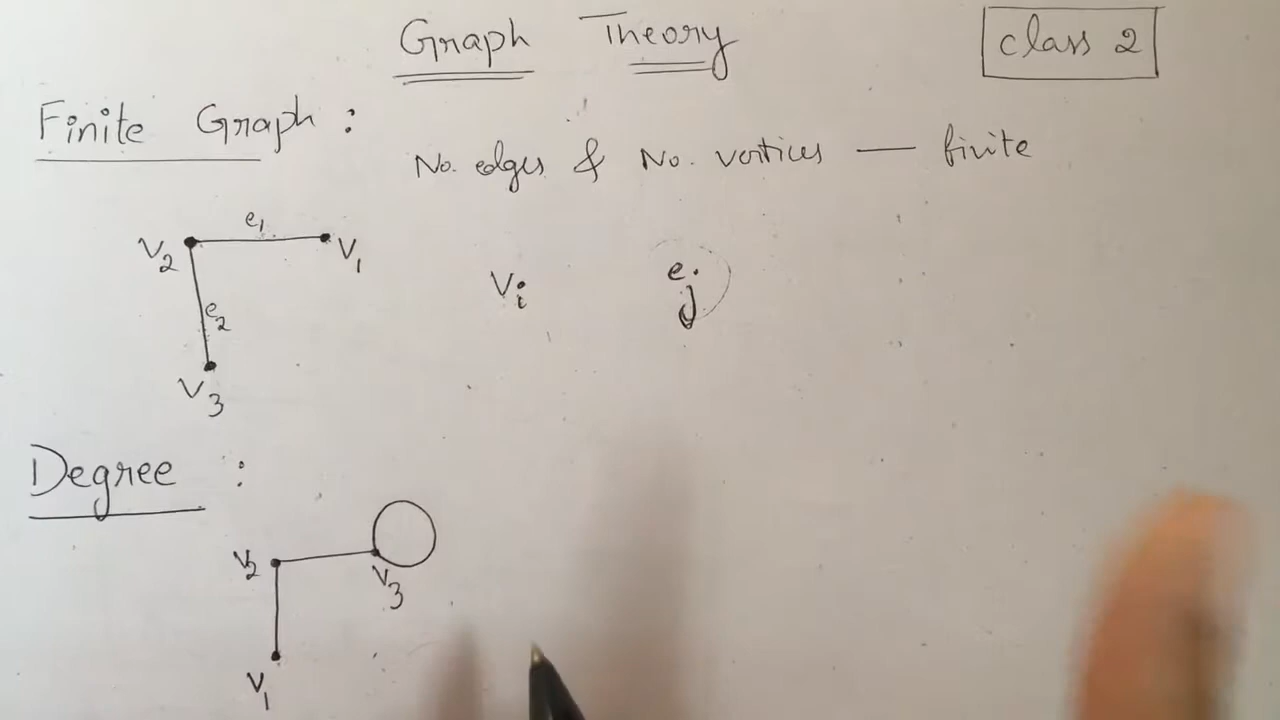 Graph Theory
class 2
Finite Graph :
No. edges & No. vertices — finite
e1
V2 V1
Vi ej
e2
V3
Degree :
V2 V3
V1